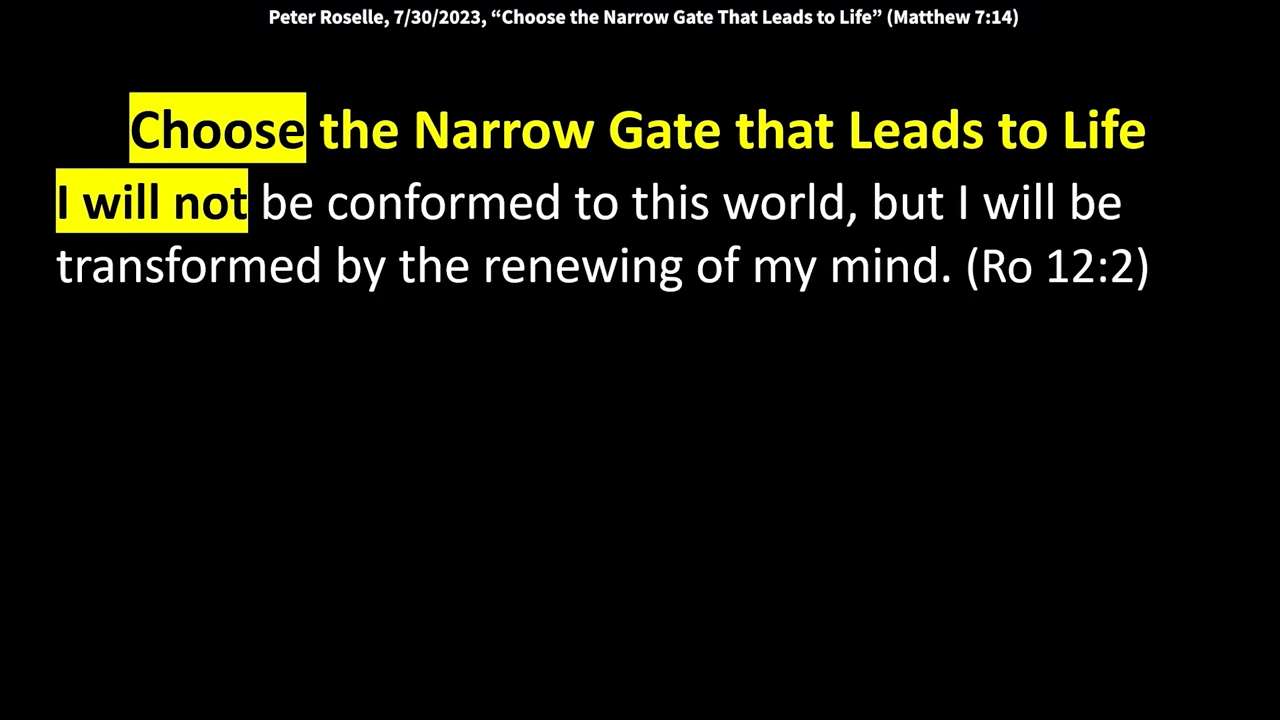 Peter Roselle, 7/30/2023, “Choose the Narrow Gate That Leads to Life” (Matthew 7:14)
Choose the Narrow Gate that Leads to Life
I will not be conformed to this world, but I will be
transformed by the renewing of my mind. (Ro 12:2)